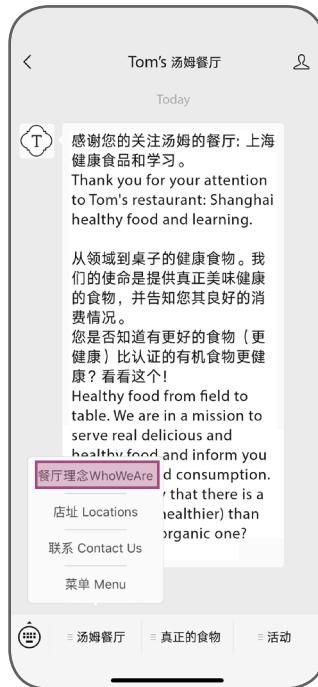 Tom's 汤姆餐厅
Today
T
感谢您的关注汤姆的餐厅: 上海
健康食品和学习。
Thank you for your attention
to Tom's restaurant: Shanghai
healthy food and learning.
从领域到桌子的健康食物。我
们的使命是提供真正美味健康
的食物，并告知您其良好的消
费情况。
您是否知道有更好的食物（更
健康）比认证的有机食物更健
康？看看这个！
Healthy food from field to
table. We are in a mission to
serve real delicious and
healthy food and inform you
d consumption.
that there is a
healthier) than
organic one?
餐厅理念WhoWeAre
店址 Locations
联系 Contact Us
菜单 Menu
汤姆餐厅
真正的食物
活动